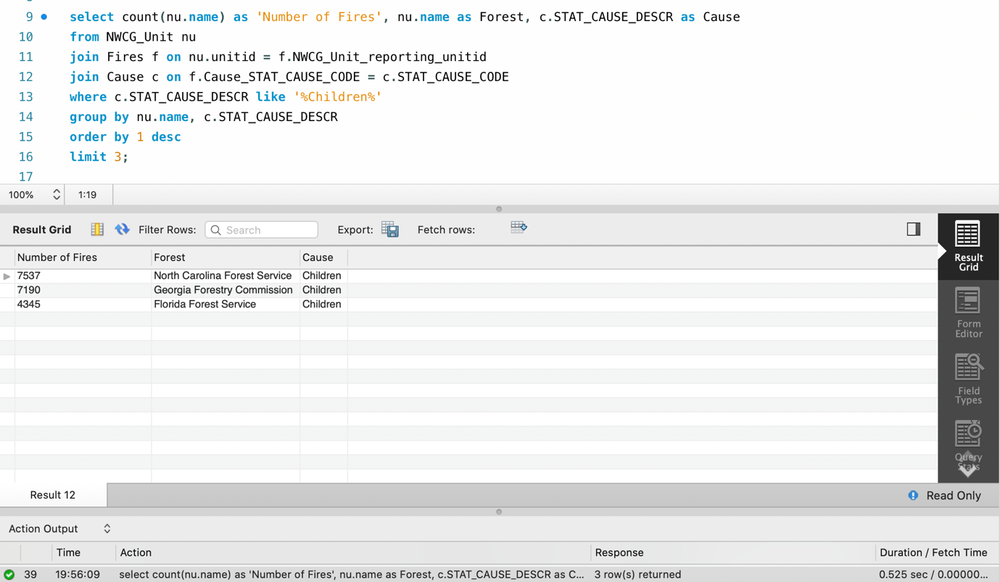 9 select count(nu.name) as 'Number of Fires', nu.name as Forest, c.STAT_CAUSE_DESCR as Cause
10 from NWCG_Unit nu
11 join Fires f on nu.unitid = f.NWCG_Unit_reporting_unitid
12 join Cause c on f.Cause_STAT_CAUSE_CODE = c.STAT_CAUSE_CODE
13 where c.STAT_CAUSE_DESCR like '%Children%'
14 group by nu.name, c.STAT_CAUSE_DESCR
15 order by 1 desc
16 limit 3;
17
100% 1:19
Result Grid Filter Rows: Search Export: Fetch rows:
Number of Fires Forest Cause
7537 North Carolina Forest Service Children
7190 Georgia Forestry Commission Children
4345 Florida Forest Service Children
Result
Grid
Form
Editor
Field
Types
Query
Stats
Result 12 Read Only
Action Output
Time Action Response Duration / Fetch Time
39 19:56:09 select count(nu.name) as 'Number of Fires', nu.name as Forest, c.STAT_CAUSE_DESCR as C... 3 row(s) returned 0.525 sec / 0.00000...